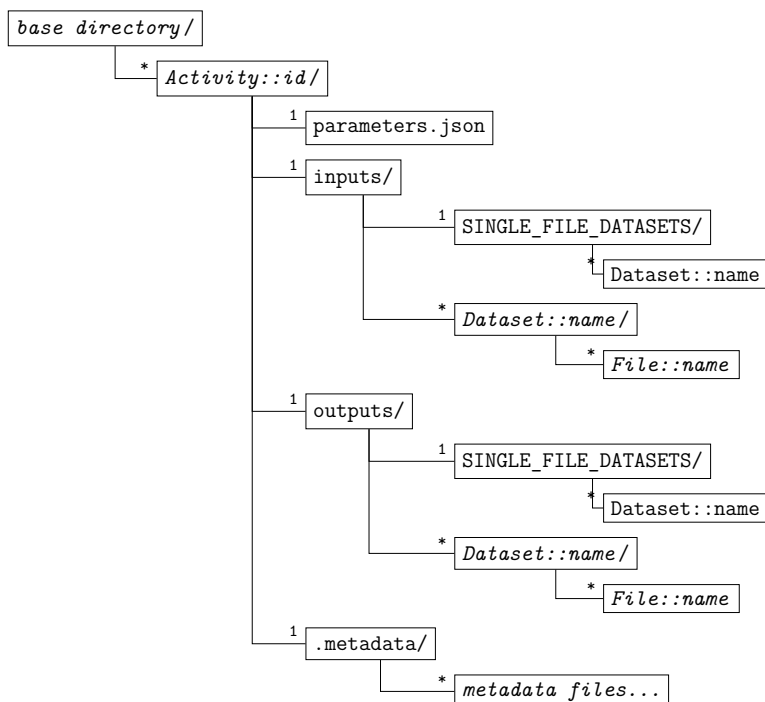 base directory/
* Activity::id/
1 parameters.json
1 inputs/
1 SINGLE_FILE_DATASETS/
* Dataset::name
* Dataset::name/
* File::name
1 outputs/
1 SINGLE_FILE_DATASETS/
* Dataset::name
* Dataset::name/
* File::name
1 .metadata/
* metadata files...